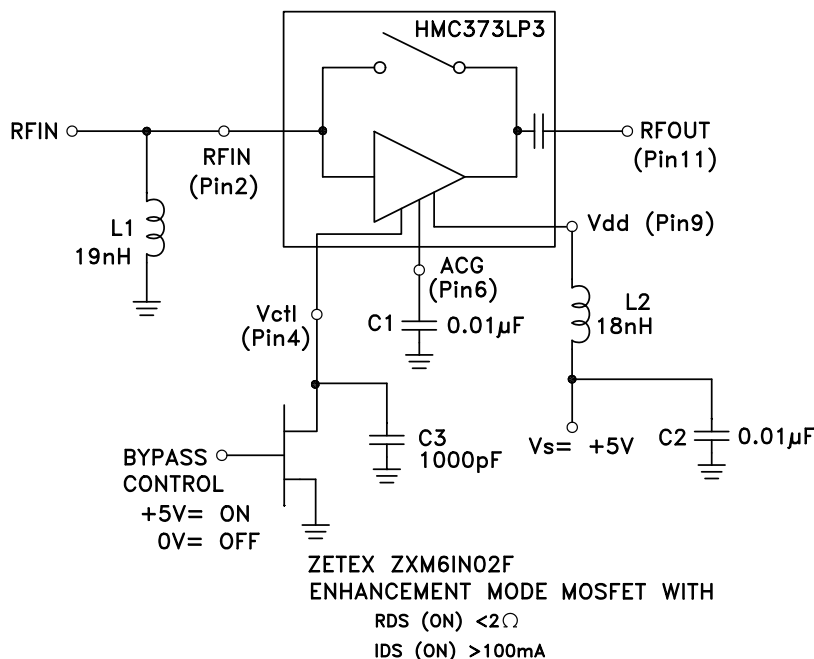 HMC373LP3
RFIN
RFIN
(Pin2)
RFOUT
(Pin11)
L1
19nH
Vdd (Pin9)
ACG
(Pin6)
Vctl
(Pin4)
C1
0.01µF
L2
18nH
C3
1000pF
Vs= +5V
C2
0.01µF
BYPASS
CONTROL
+5V= ON
0V= OFF
ZETEX ZXM6IN02F
ENHANCEMENT MODE MOSFET WITH
RDS (ON) <2Ω
IDS (ON) >100mA